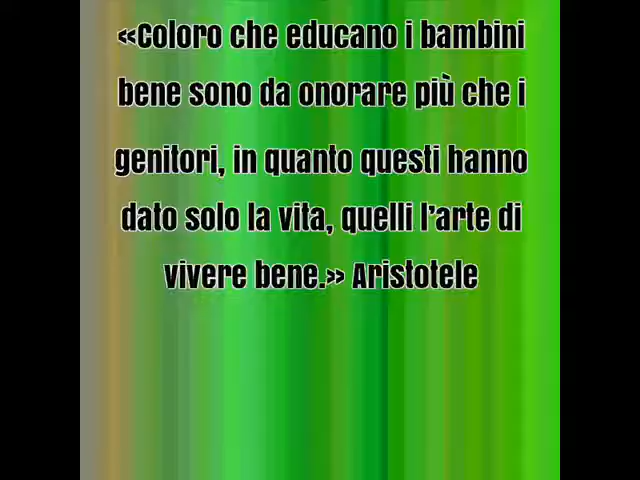 «Coloro che educano i bambini
bene sono da onorare più che i
genitori, in quanto questi hanno
dato solo la vita, quelli l’arte di
vivere bene.» Aristotele